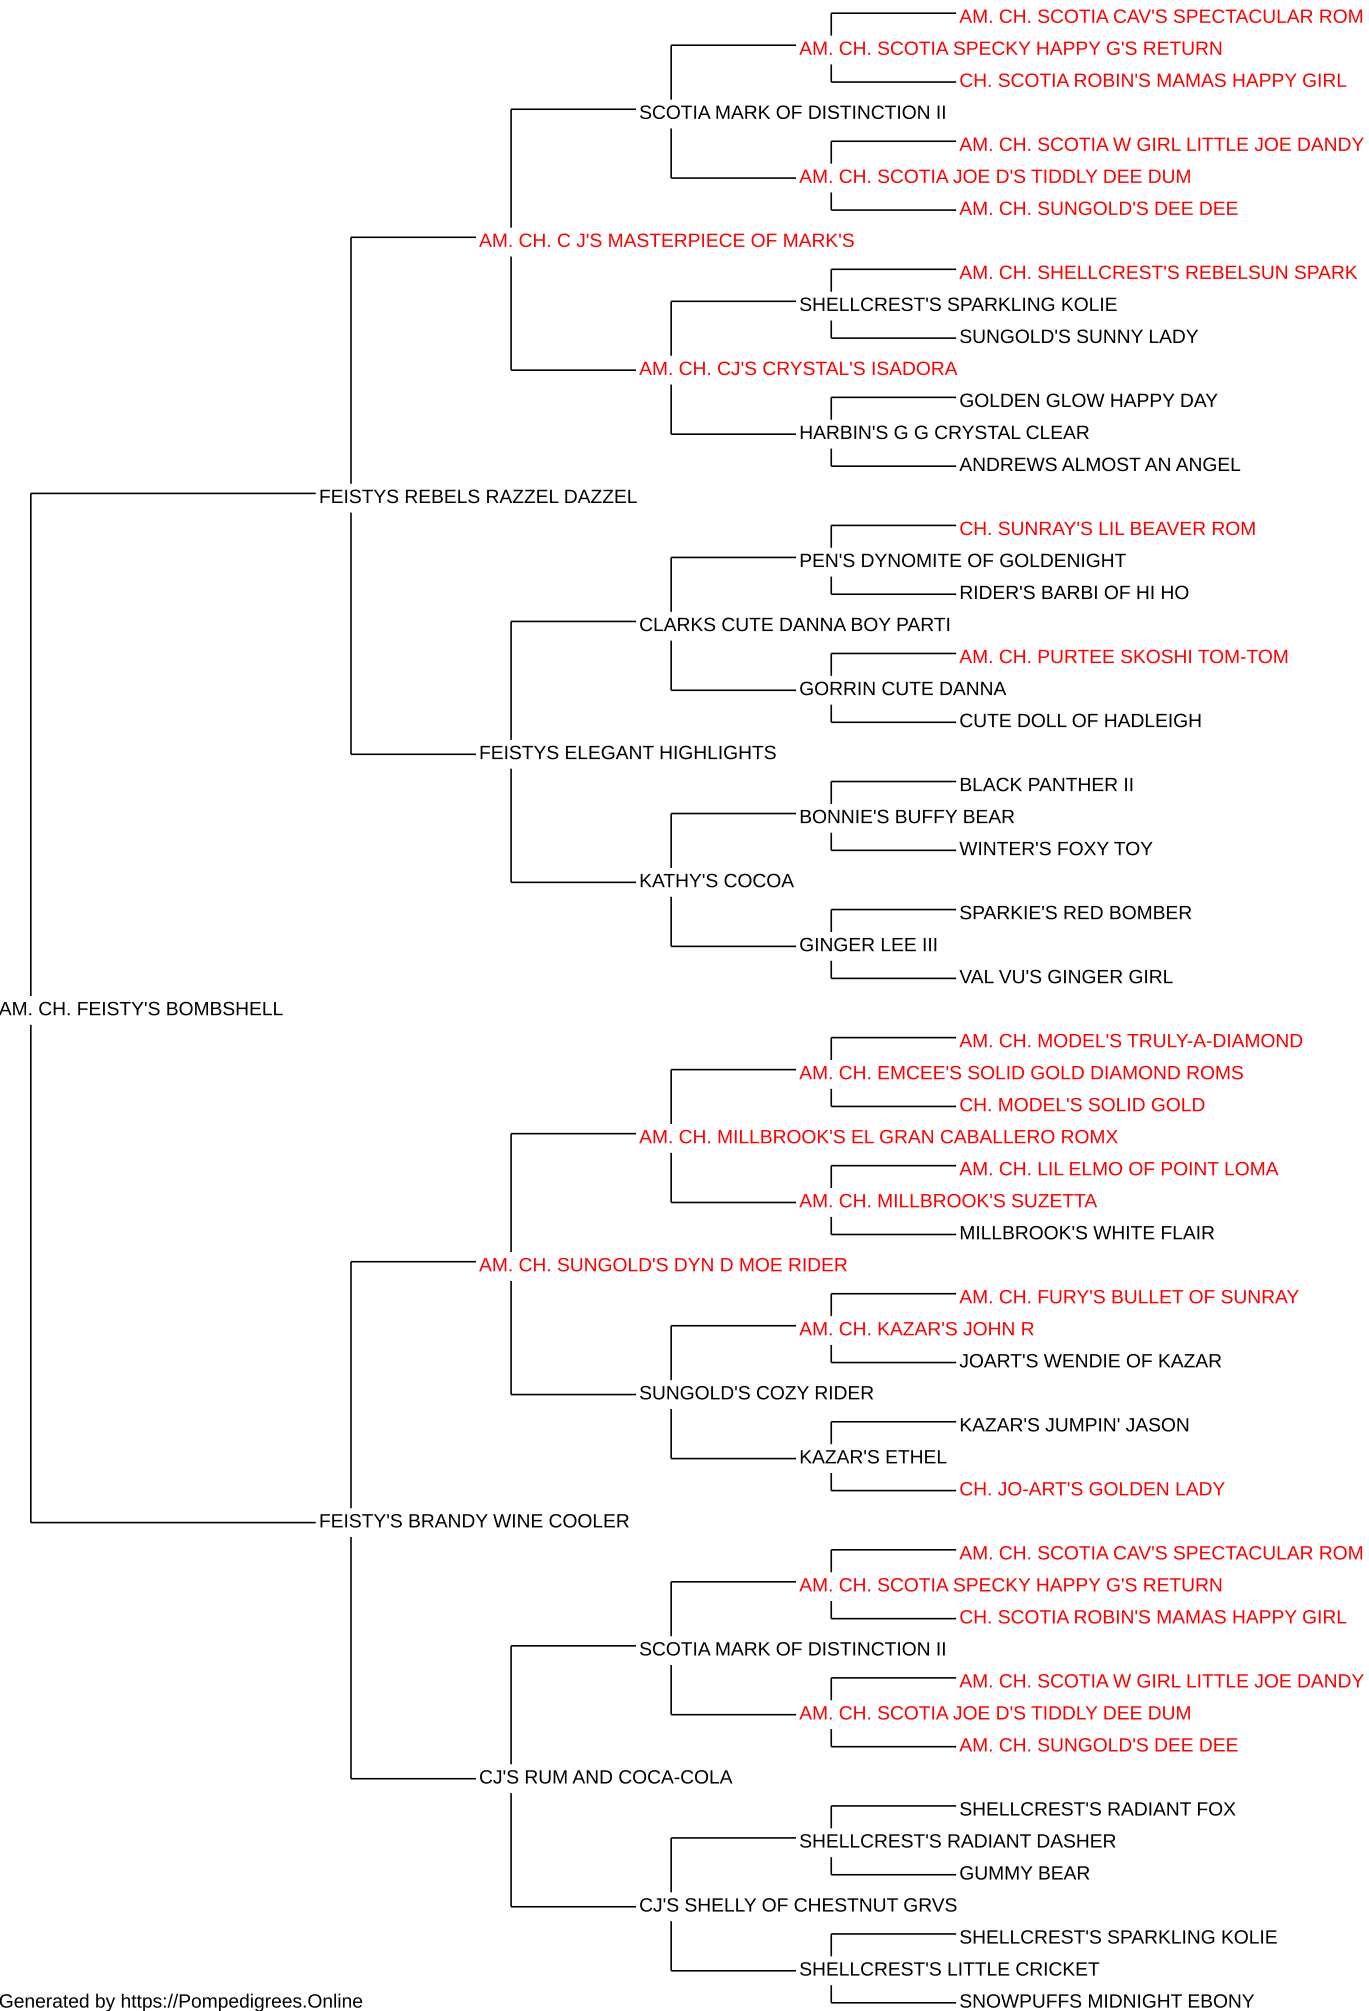 AM. CH. SCOTIA CAV'S SPECTACULAR ROM
AM. CH. SCOTIA SPECKY HAPPY G'S RETURN
CH. SCOTIA ROBIN'S MAMAS HAPPY GIRL
SCOTIA MARK OF DISTINCTION II
AM. CH. SCOTIA W GIRL LITTLE JOE DANDY
AM. CH. SCOTIA JOE D'S TIDDLY DEE DUM
AM. CH. SUNGOLD'S DEE DEE
AM. CH. C J'S MASTERPIECE OF MARK'S
AM. CH. SHELLCREST'S REBELSUN SPARK
SHELLCREST'S SPARKLING KOLIE
SUNGOLD'S SUNNY LADY
AM. CH. CJ'S CRYSTAL'S ISADORA
GOLDEN GLOW HAPPY DAY
HARBIN'S G G CRYSTAL CLEAR
ANDREWS ALMOST AN ANGEL
FEISTYS REBELS RAZZEL DAZZEL
CH. SUNRAY'S LIL BEAVER ROM
PEN'S DYNOMITE OF GOLDENIGHT
RIDER'S BARBI OF HI HO
CLARKS CUTE DANNA BOY PARTI
AM. CH. PURTEE SKOSHI TOM-TOM
GORRIN CUTE DANNA
CUTE DOLL OF HADLEIGH
FEISTYS ELEGANT HIGHLIGHTS
BLACK PANTHER II
BONNIE'S BUFFY BEAR
WINTER'S FOXY TOY
KATHY'S COCOA
SPARKIE'S RED BOMBER
GINGER LEE III
VAL VU'S GINGER GIRL
AM. CH. FEISTY'S BOMBSHELL
AM. CH. MODEL'S TRULY-A-DIAMOND
AM. CH. EMCEE'S SOLID GOLD DIAMOND ROMS
CH. MODEL'S SOLID GOLD
AM. CH. MILLBROOK'S EL GRAN CABALLERO ROMX
AM. CH. LIL ELMO OF POINT LOMA
AM. CH. MILLBROOK'S SUZETTA
MILLBROOK'S WHITE FLAIR
AM. CH. SUNGOLD'S DYN D MOE RIDER
AM. CH. FURY'S BULLET OF SUNRAY
AM. CH. KAZAR'S JOHN R
JOART'S WENDIE OF KAZAR
SUNGOLD'S COZY RIDER
KAZAR'S JUMPIN' JASON
KAZAR'S ETHEL
CH. JO-ART'S GOLDEN LADY
FEISTY'S BRANDY WINE COOLER
AM. CH. SCOTIA CAV'S SPECTACULAR ROM
AM. CH. SCOTIA SPECKY HAPPY G'S RETURN
CH. SCOTIA ROBIN'S MAMAS HAPPY GIRL
SCOTIA MARK OF DISTINCTION II
AM. CH. SCOTIA W GIRL LITTLE JOE DANDY
AM. CH. SCOTIA JOE D'S TIDDLY DEE DUM
AM. CH. SUNGOLD'S DEE DEE
CJ'S RUM AND COCA-COLA
SHELLCREST'S RADIANT FOX
SHELLCREST'S RADIANT DASHER
GUMMY BEAR
CJ'S SHELLY OF CHESTNUT GRVS
SHELLCREST'S SPARKLING KOLIE
SHELLCREST'S LITTLE CRICKET
SNOWPUFFS MIDNIGHT EBONY
Generated by https://Pompedigrees.Online